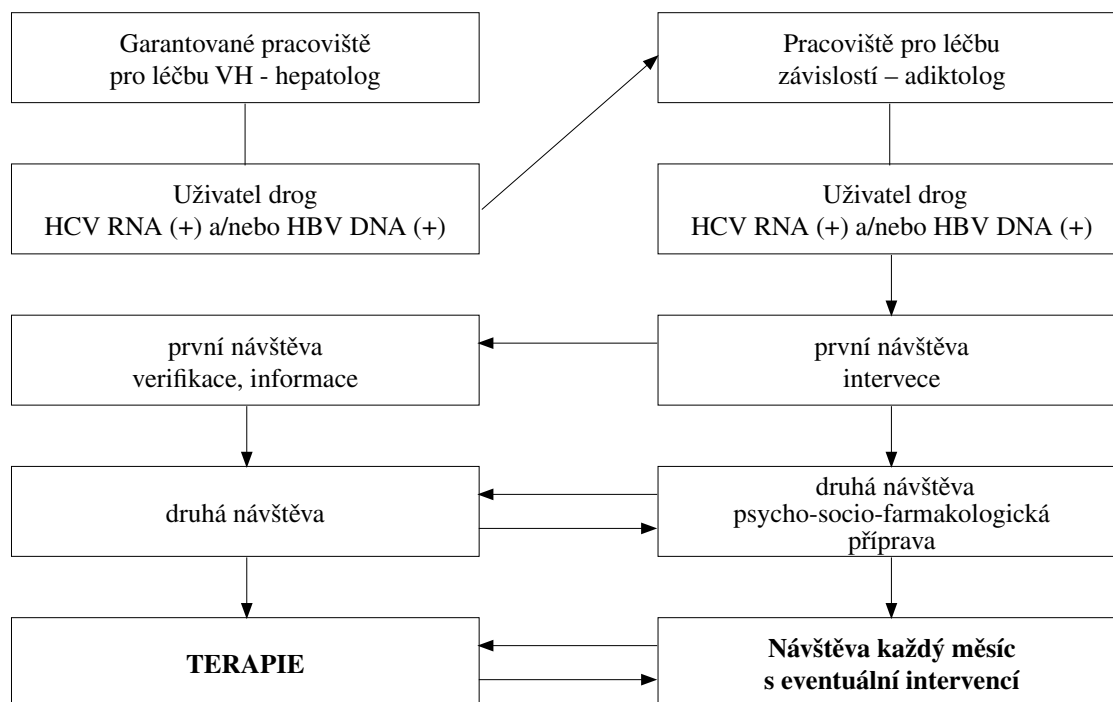 Garantované pracoviště
pro léčbu VH - hepatolog
Pracoviště pro léčbu
závislostí – adiktolog
Uživatel drog
HCV RNA (+) a/nebo HBV DNA (+)
Uživatel drog
HCV RNA (+) a/nebo HBV DNA (+)
první návštěva
verifikace, informace
první návštěva
intervece
druhá návštěva
druhá návštěva
psycho-socio-farmakologická
příprava
TERAPIE
Návštěva každý měsíc
s eventuální intervencí